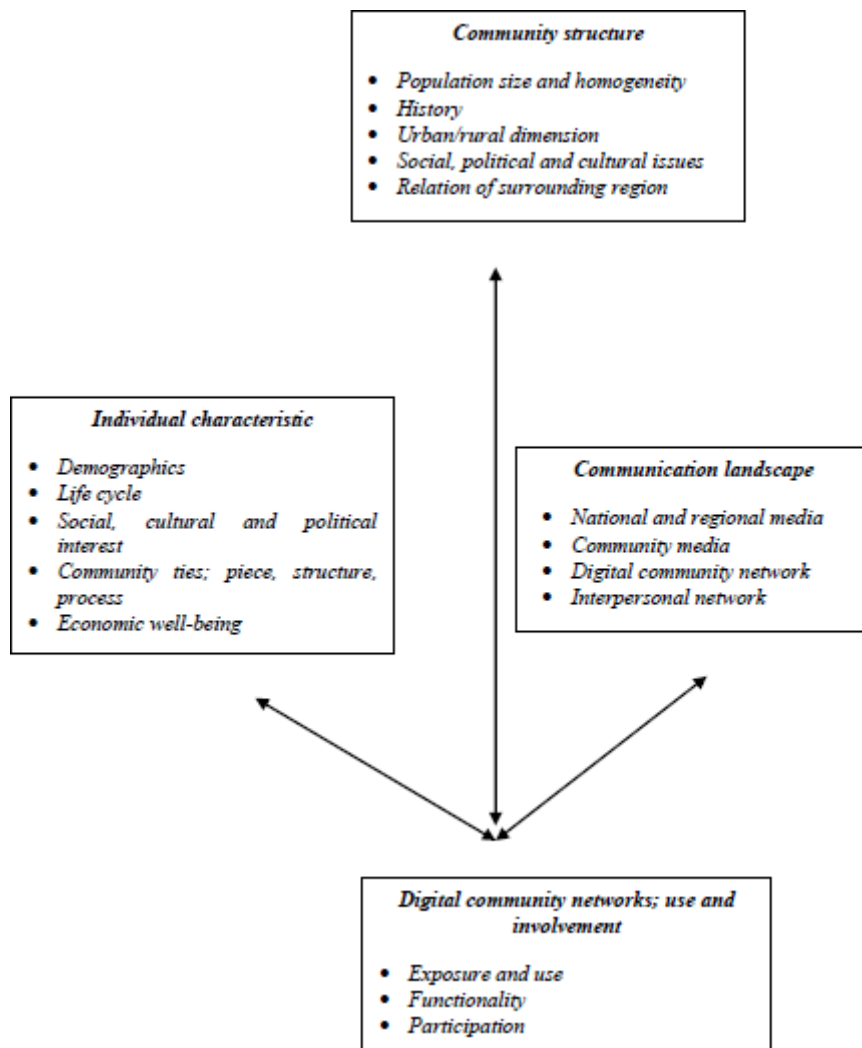 Community structure
• Population size and homogeneity
• History
• Urban/rural dimension
• Social, political and cultural issues
• Relation of surrounding region
Individual characteristic
• Demographics
• Life cycle
• Social, cultural and political
interest
• Community ties; piece, structure,
process
• Economic well-being
Communication landscape
• National and regional media
• Community media
• Digital community network
• Interpersonal network
Digital community networks; use and
involvement
• Exposure and use
• Functionality
• Participation